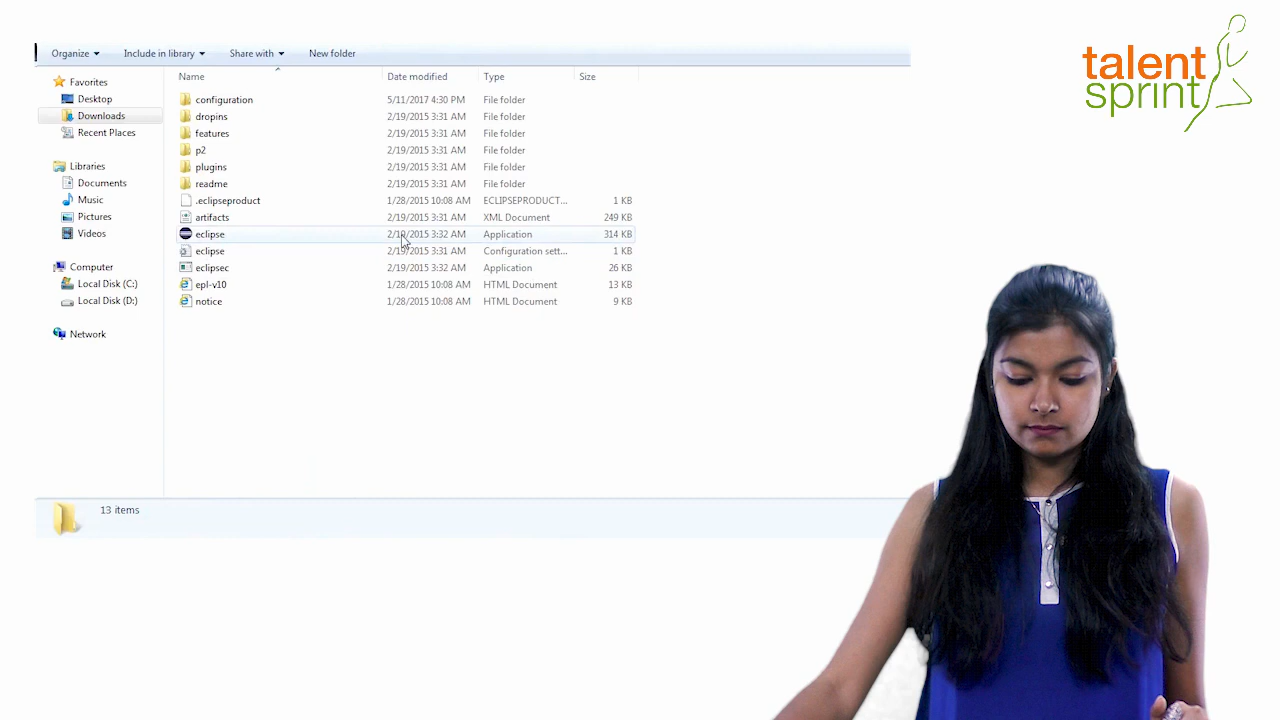 Organize Include in library Share with New folder
Name Date modified Type Size
Favorites
Desktop
Downloads
Recent Places
Libraries
Documents
Music
Pictures
Videos
Computer
Local Disk (C:)
Local Disk (D:)
Network
configuration 5/11/2017 4:30 PM File folder
dropins 2/19/2015 3:31 AM File folder
features 2/19/2015 3:31 AM File folder
p2 2/19/2015 3:31 AM File folder
plugins 2/19/2015 3:31 AM File folder
readme 2/19/2015 3:31 AM File folder
.eclipseproduct 1/28/2015 10:08 AM ECLIPSEPRODUCT... 1 KB
artifacts 2/19/2015 3:31 AM XML Document 249 KB
eclipse 2/19/2015 3:32 AM Application 314 KB
eclipse 2/19/2015 3:31 AM Configuration sett... 1 KB
eclipsec 2/19/2015 3:32 AM Application 26 KB
epl-v10 1/28/2015 10:08 AM HTML Document 13 KB
notice 1/28/2015 10:08 AM HTML Document 9 KB
13 items
talent
sprint